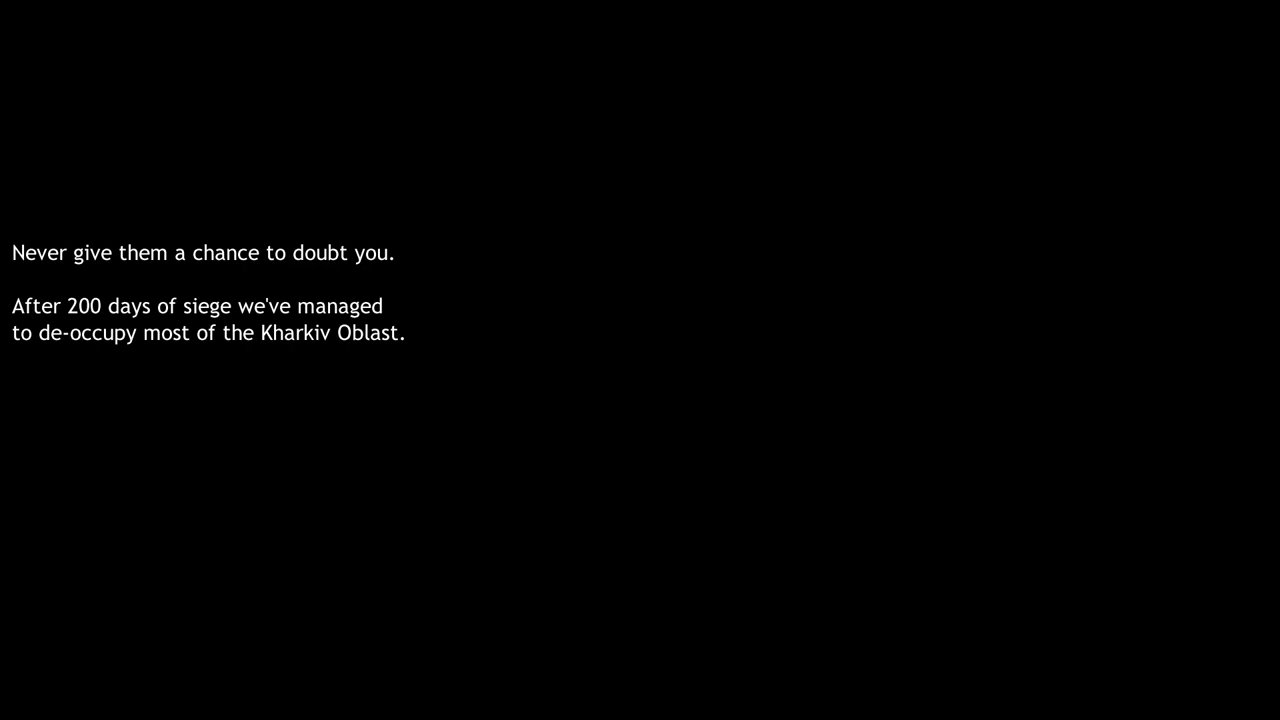 Never give them a chance to doubt you.
After 200 days of siege we've managed
to de-occupy most of the Kharkiv Oblast.